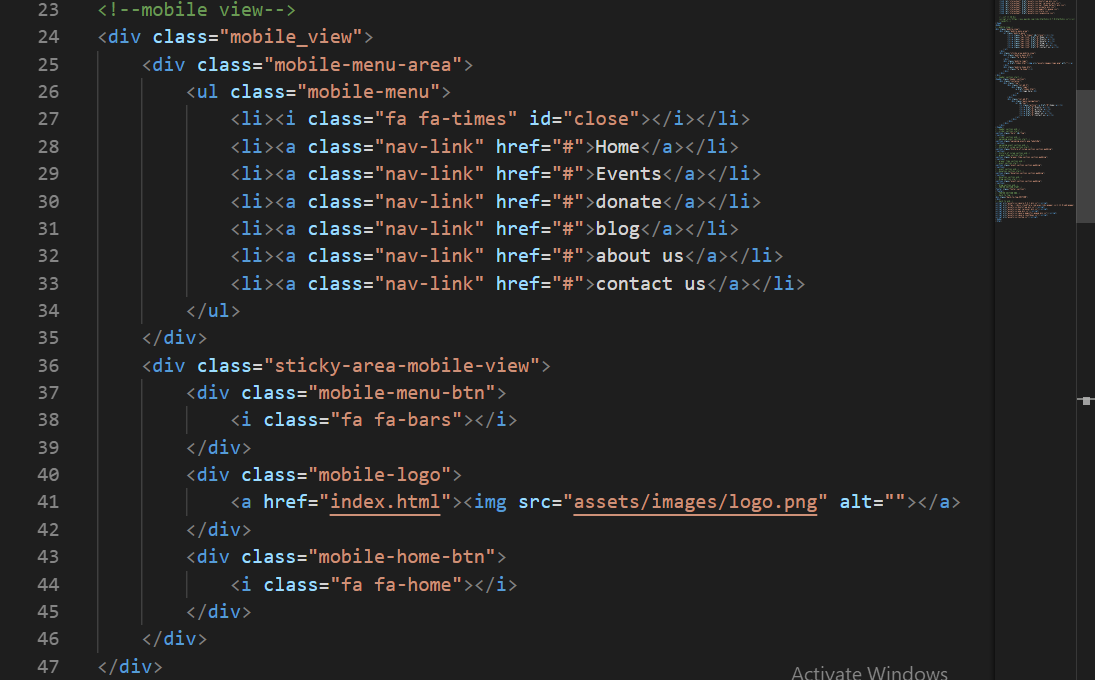 23 <!--mobile view-->
24 <div class="mobile_view">
25 <div class="mobile-menu-area">
26 <ul class="mobile-menu">
27 <li><i class="fa fa-times" id="close"></i></li>
28 <li><a class="nav-link" href="#">Home</a></li>
29 <li><a class="nav-link" href="#">Events</a></li>
30 <li><a class="nav-link" href="#">donate</a></li>
31 <li><a class="nav-link" href="#">blog</a></li>
32 <li><a class="nav-link" href="#">about us</a></li>
33 <li><a class="nav-link" href="#">contact us</a></li>
34 </ul>
35 </div>
36 <div class="sticky-area-mobile-view">
37 <div class="mobile-menu-btn">
38 <i class="fa fa-bars"></i>
39 </div>
40 <div class="mobile-logo">
41 <a href="index.html"><img src="assets/images/logo.png" alt=""></a>
42 </div>
43 <div class="mobile-home-btn">
44 <i class="fa fa-home"></i>
45 </div>
46 </div>
47 </div>
Activate Windows